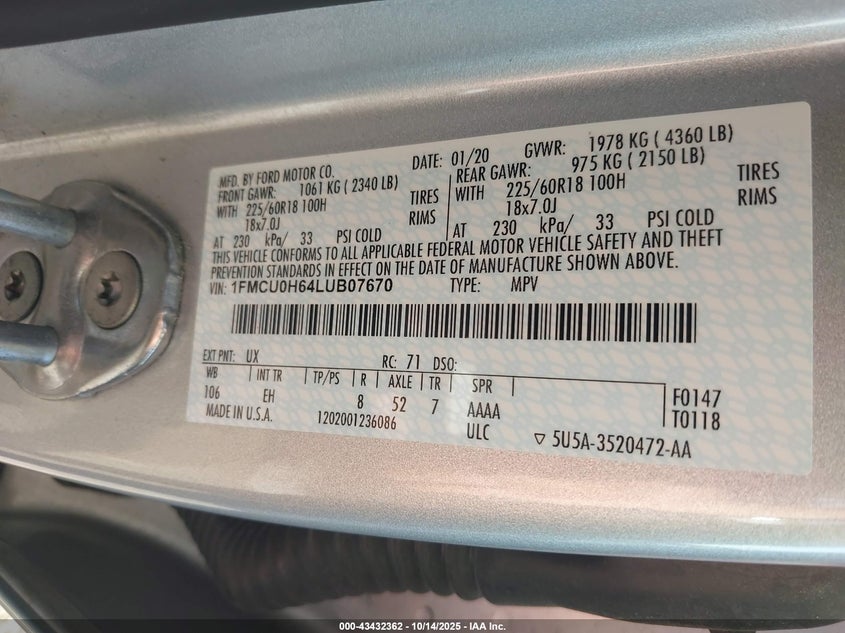 MFD. BY FORD MOTOR CO.
DATE: 01/20 GVWR: 1978 KG ( 4360 LB)
FRONT GAWR: 1061 KG ( 2340 LB)
REAR GAWR: 975 KG ( 2150 LB)
WITH 225/60R18 100H TIRES
WITH 225/60R18 100H TIRES
18x7.0J RIMS
18x7.0J RIMS
AT 230 kPa/ 33 PSI COLD
AT 230 kPa/ 33 PSI COLD
THIS VEHICLE CONFORMS TO ALL APPLICABLE FEDERAL MOTOR VEHICLE SAFETY AND THEFT
PREVENTION STANDARDS IN EFFECT ON THE DATE OF MANUFACTURE SHOWN ABOVE.
VIN: 1FMCU0H64LUB07670 TYPE: MPV
EXT PNT: UX RC: 71 DSO:
WB INT TR TP/PS R AXLE TR SPR
106 EH 8 52 7 AAAA F0147
MADE IN U.S.A. 1202001236086 ULC T0118
▽ 5U5A-3520472-AA
000-43432362 - 10/14/2025 - IAA Inc.